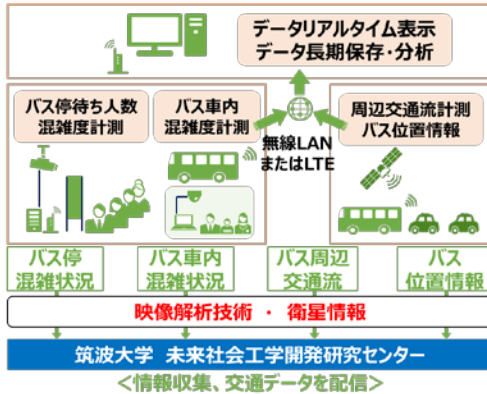 データリアルタイム表示
データ長期保存・分析
バス停待ち人数
混雑度計測
バス車内
混雑度計測
無線LAN
またはLTE
周辺交通流計測
バス位置情報
バス停
混雑状況
バス車内
混雑状況
バス周辺
交通流
バス
位置情報
映像解析技術 ・ 衛星情報
筑波大学 未来社会工学開発研究センター
＜情報収集、交通データを配信＞